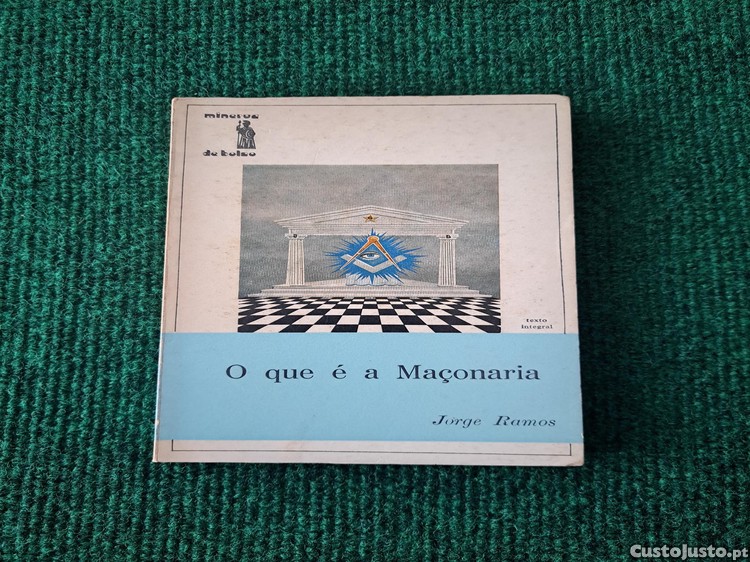 minerva
de bolso
texto
integral
O que é a Maçonaria
Jorge Ramos
CustoJusto.pt